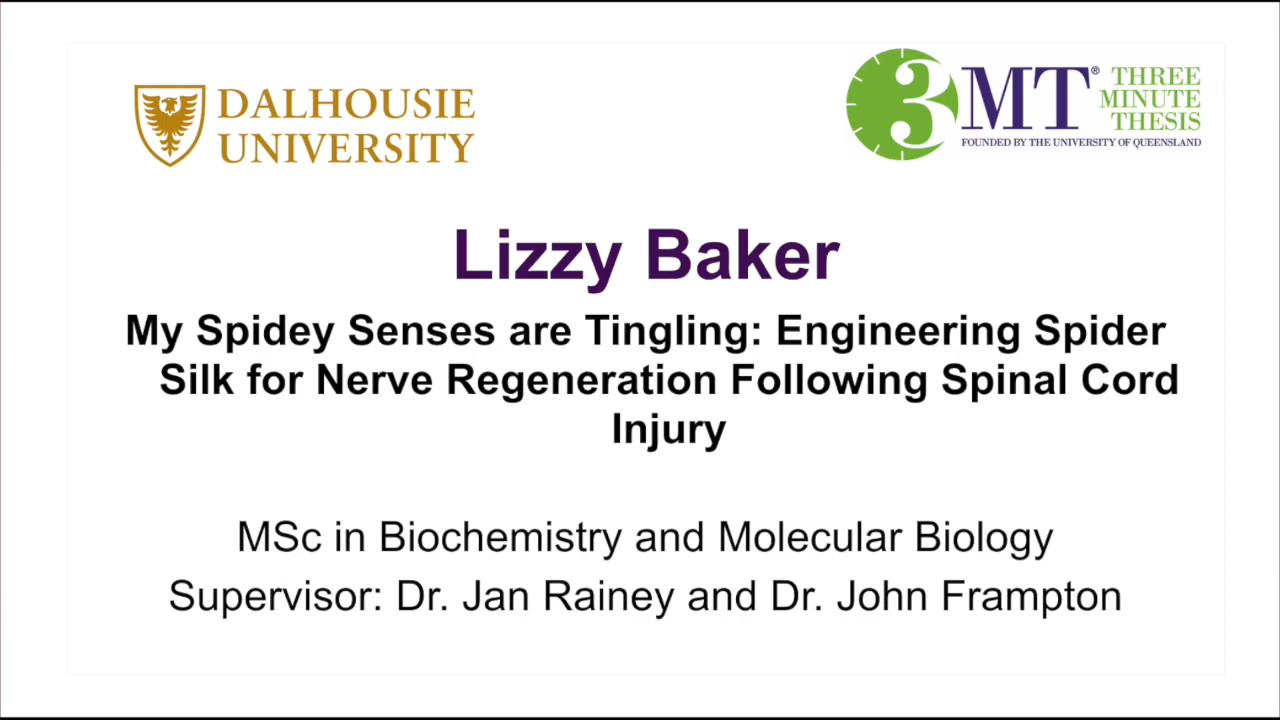 DALHOUSIE
UNIVERSITY
3MT® THREE
MINUTE
THESIS
FOUNDED BY THE UNIVERSITY OF QUEENSLAND
Lizzy Baker
My Spidey Senses are Tingling: Engineering Spider
Silk for Nerve Regeneration Following Spinal Cord
Injury
MSc in Biochemistry and Molecular Biology
Supervisor: Dr. Jan Rainey and Dr. John Frampton